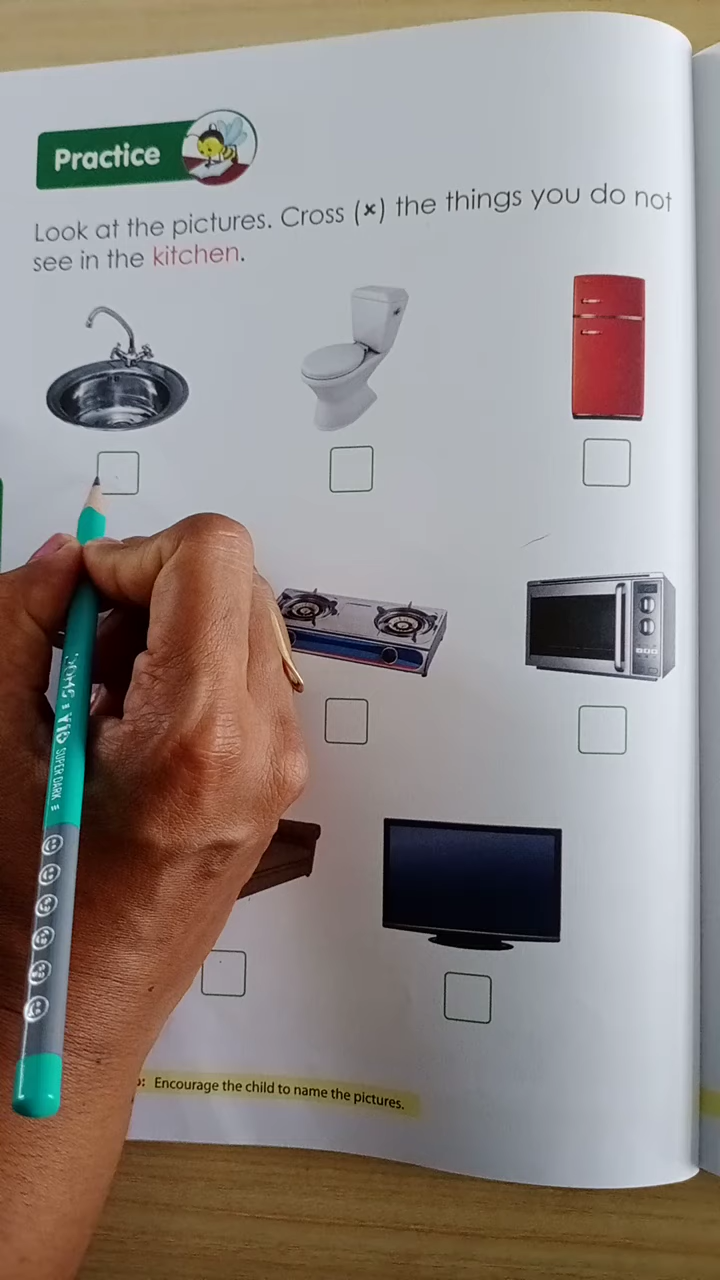 Practice
Look at the pictures. Cross (×) the things you do not
see in the kitchen.
SUPER DARK
: Encourage the child to name the pictures.